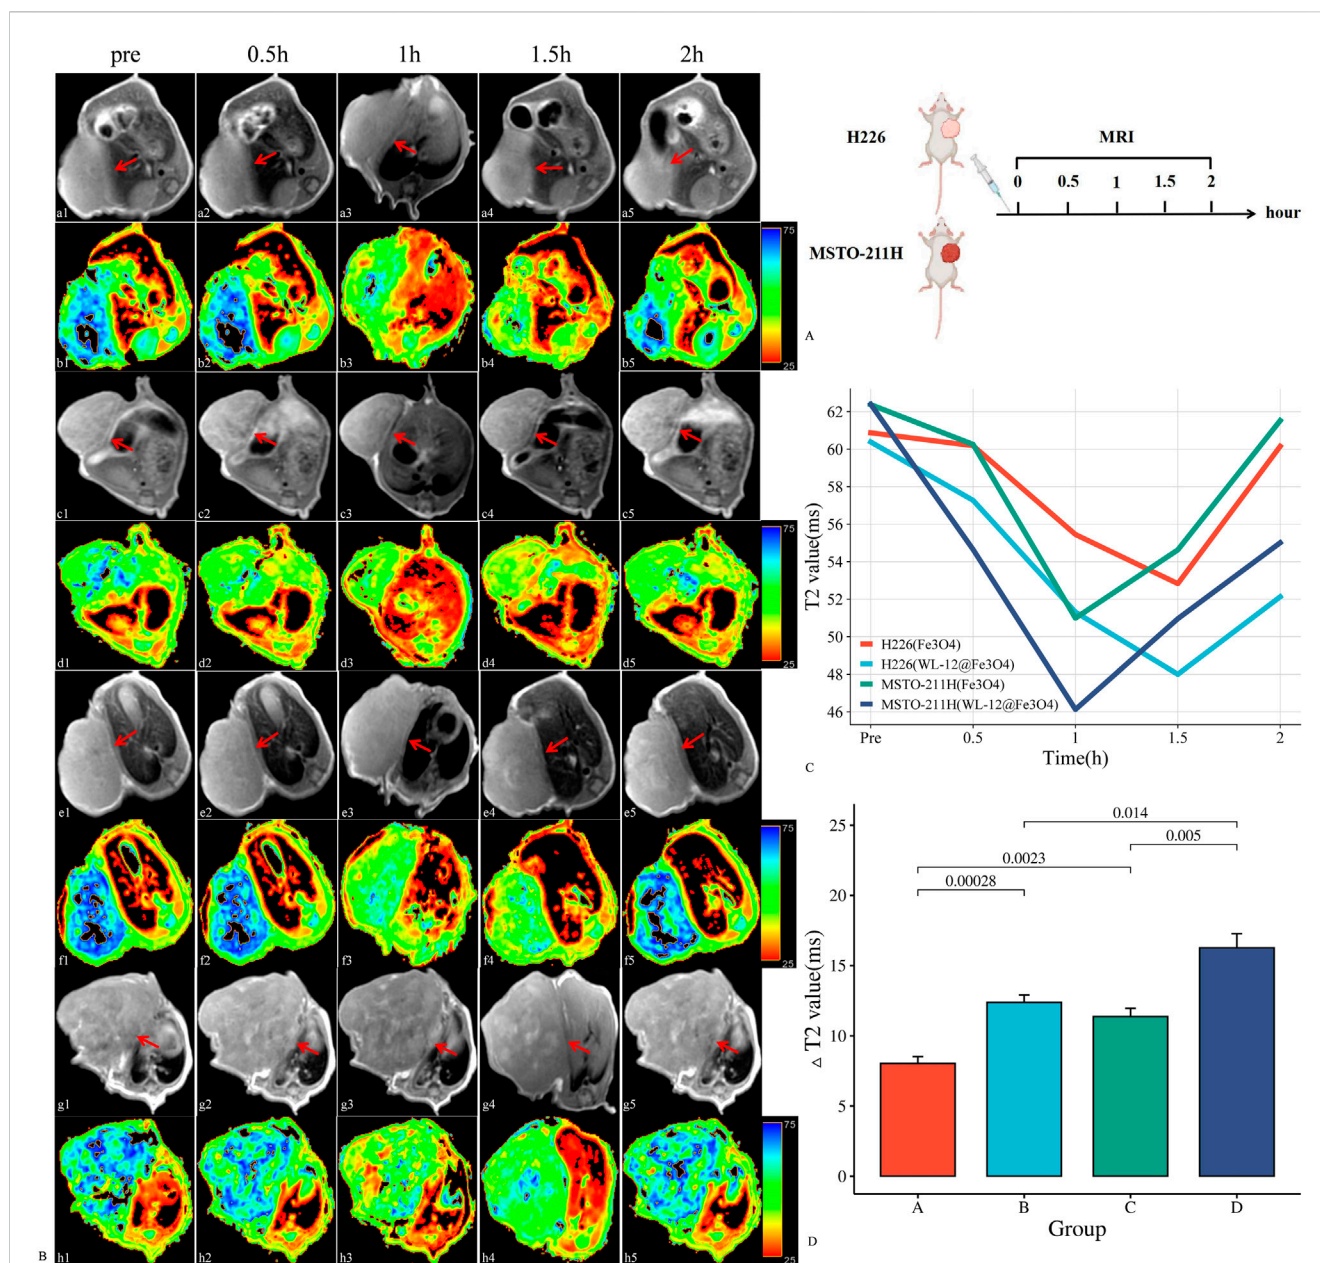 pre 0.5h 1h 1.5h 2h
a1 a2 a3 a4 a5
75
b1 b2 b3 b4 b5 25
c1 c2 c3 c4 c5
75
d1 d2 d3 d4 d5 25
e1 e2 e3 e4 e5
75
f1 f2 f3 f4 f5 25
g1 g2 g3 g4 g5
75
h1 h2 h3 h4 h5 25
B
H226
MRI
0 0.5 1 1.5 2
hour
MSTO-211H
A
T2 value(ms)
62
60
58
56
54
52
50
48
46
H226(Fe3O4)
H226(WL-12@Fe3O4)
MSTO-211H(Fe3O4)
MSTO-211H(WL-12@Fe3O4)
Pre 0.5 1 1.5 2
Time(h)
C
△ T2 value(ms)
25
20
15
10
5
0
0.014
0.005
0.0023
0.00028
A B C D
Group
D